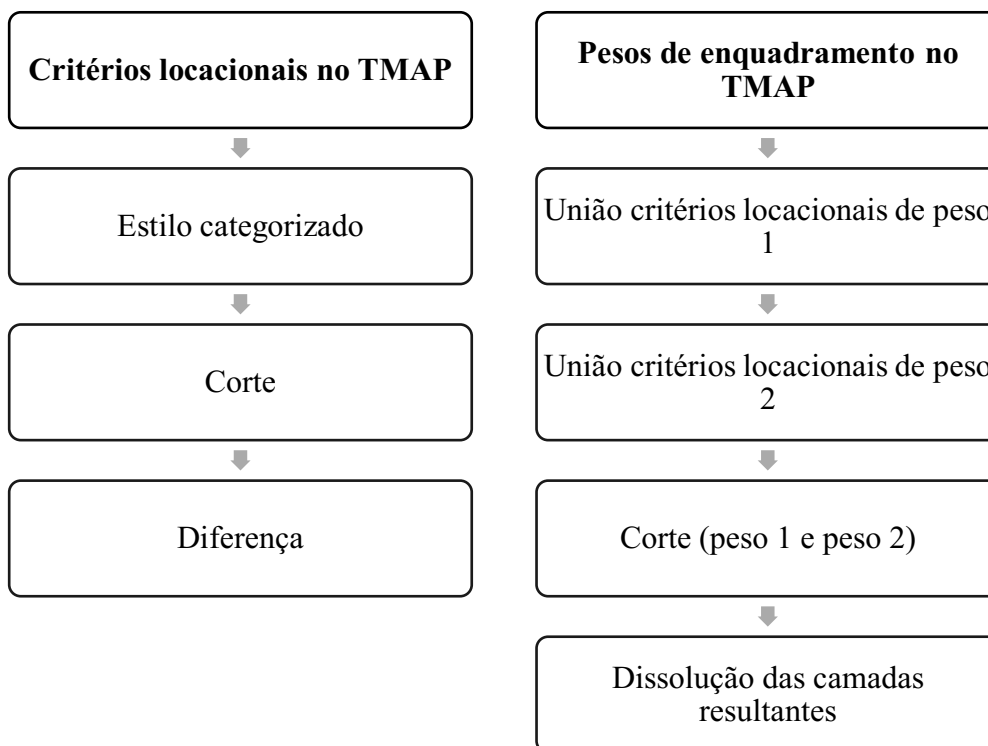 Critérios locacionais no TMAP
Estilo categorizado
Corte
Diferença
Pesos de enquadramento no
TMAP
União critérios locacionais de peso
1
União critérios locacionais de peso
2
Corte (peso 1 e peso 2)
Dissolução das camadas
resultantes